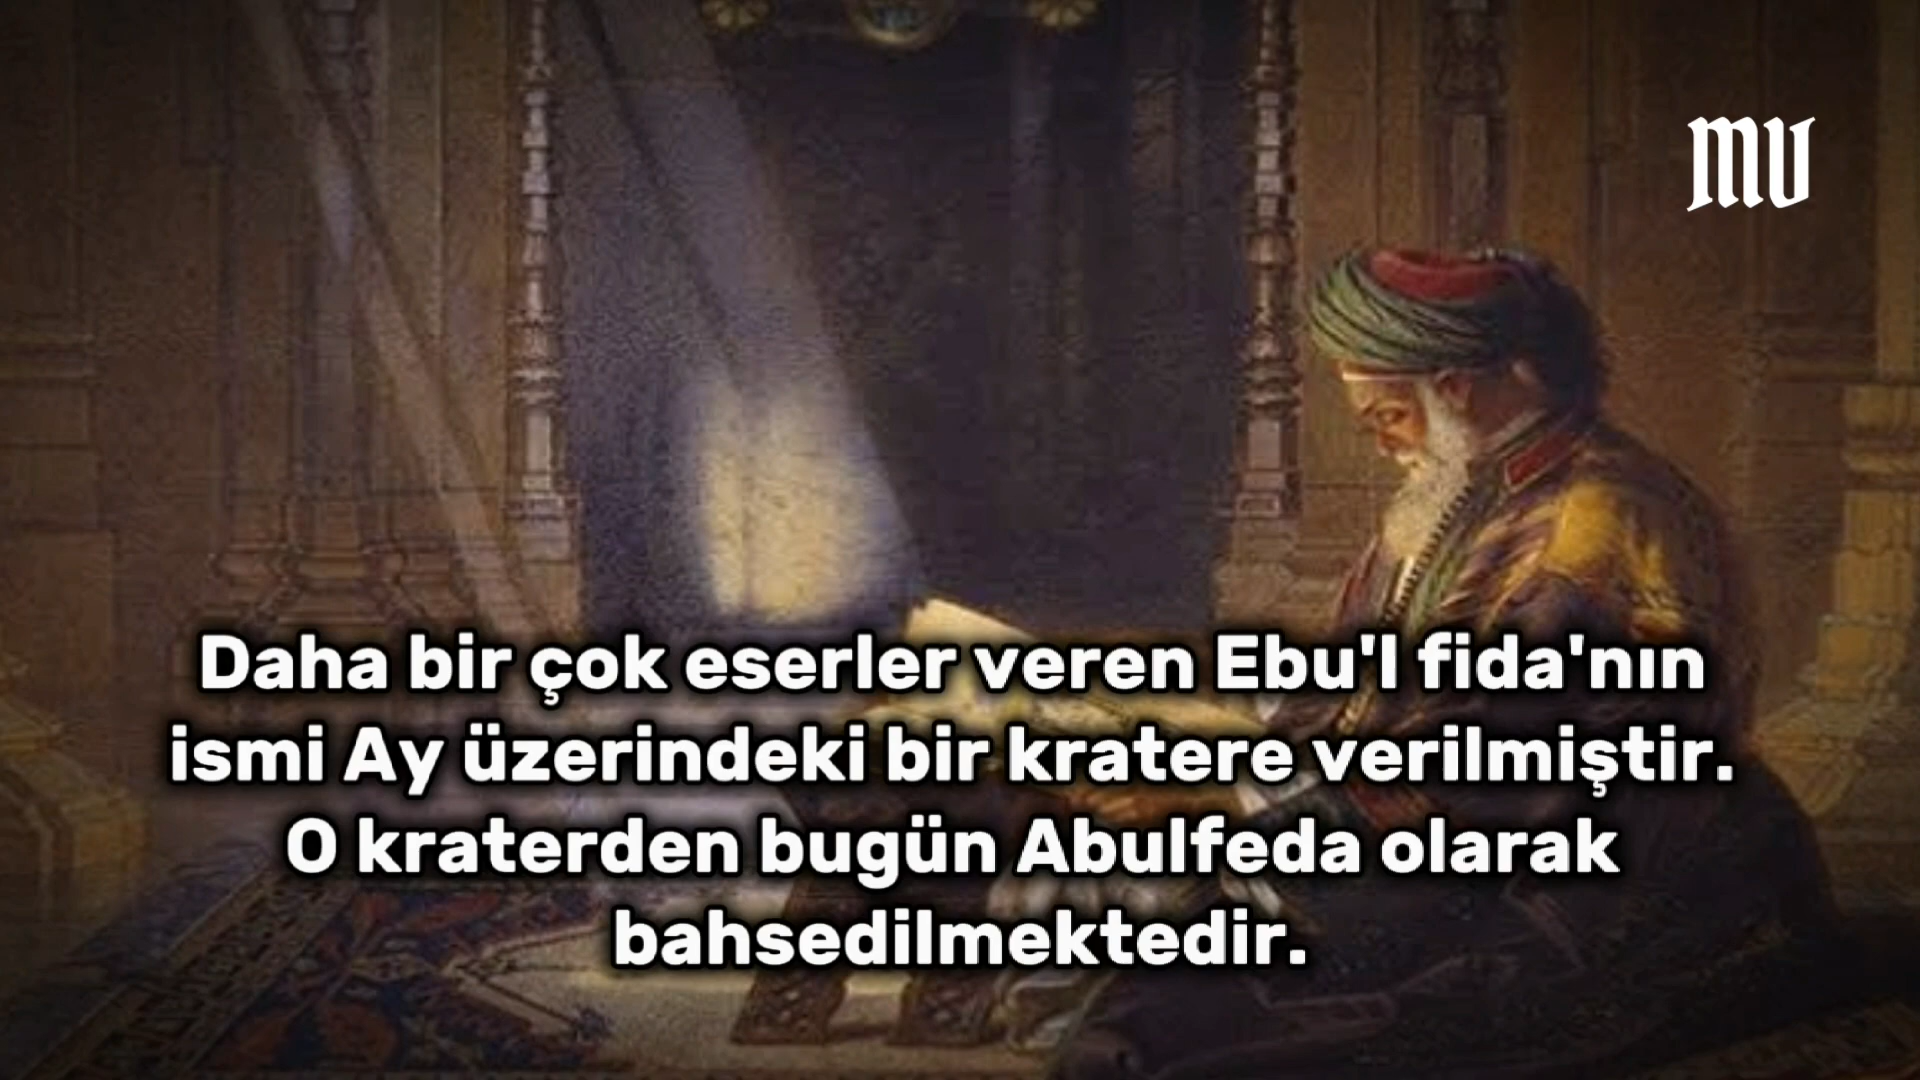 MU
Daha bir çok eserler veren Ebu'l fida'nın
ismi Ay üzerindeki bir kratere verilmiştir.
O kraterden bugün Abulfeda olarak
bahsedilmektedir.